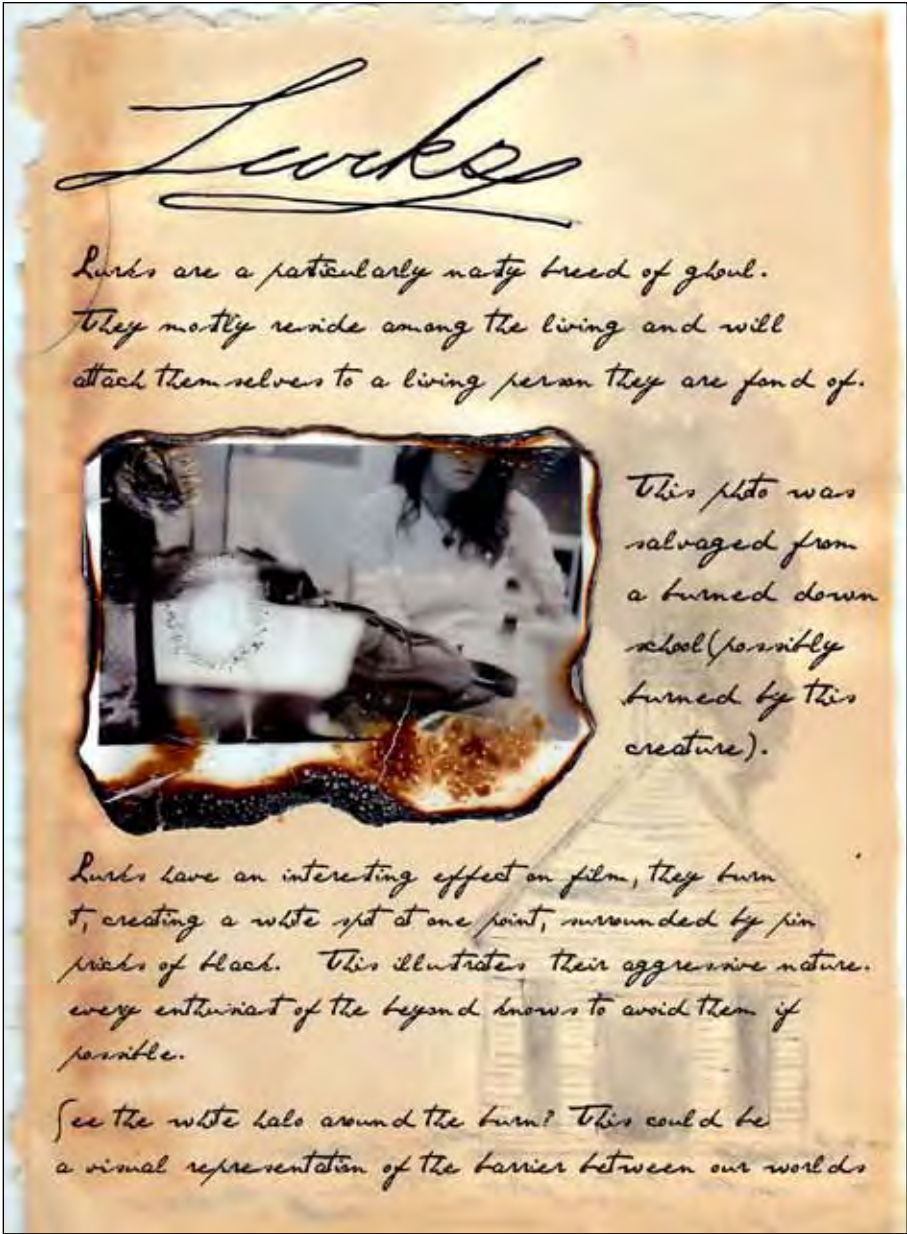 Lurks
Lurks are a paticularly nasty breed of ghoul.
They mostly reside among the living and will
attach themselves to a living person they are fond of.
This photo was
salvaged from
a burned down
school (possibly
burned by this
creature).
Lurks have an interesting effect on film, they burn
it, creating a white spot at one point, surrounded by pin
pricks of black. This illustrates their aggressive nature.
every enthusiast of the beyond knows to avoid them if
possible.
See the white halo around the burn? This could be
a visual representation of the barrier between our worlds